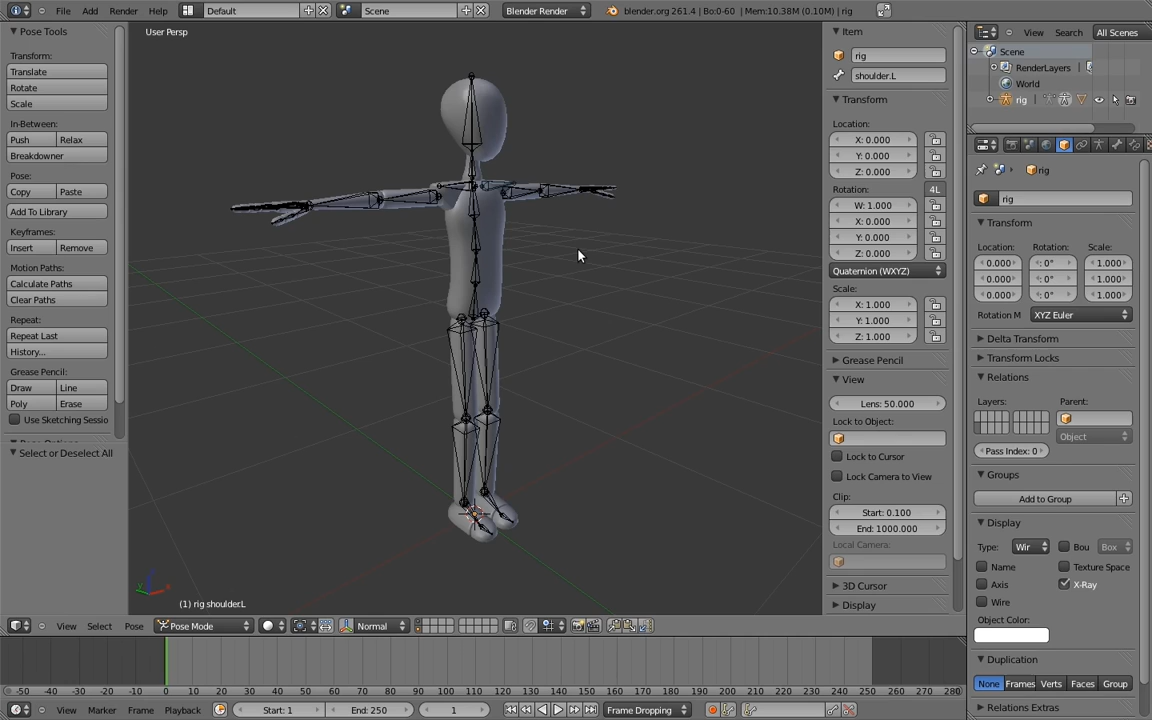 Add Render Help Default Scene Blender Render blender.org 261.4 | Bo:0-60 | Mem:10.38M (0.10M) | rig
Pose Tools
Transform:
Translate
Rotate
Scale
In-Between:
Push Relax
Breakdowner
Pose:
Copy Paste
Add To Library
Keyframes:
Insert Remove
Motion Paths:
Calculate Paths
Clear Paths
Repeat:
Repeat Last
History...
Grease Pencil:
Draw Line
Poly Erase
Use Sketching Sessio
Select or Deselect All
User Persp
(1) rig shoulder.L
Item
rig
shoulder.L
Transform
Location:
X: 0.000
Y: 0.000
Z: 0.000
Rotation: 4L
W: 1.000
X: 0.000
Y: 0.000
Z: 0.000
Quaternion (WXYZ)
Scale:
X: 1.000
Y: 1.000
Z: 1.000
Grease Pencil
View
Lens: 50.000
Lock to Object:
Lock to Cursor
Lock Camera to View
Clip:
Start: 0.100
End: 1000.000
Local Camera:
3D Cursor
Display
View Search All Scenes
Scene
RenderLayers |
World
rig |
rig
rig
Transform
Location: Rotation: Scale:
0.000 : 0° 1.000
0.000 : 0° 1.000
0.000 : 0° 1.000
Rotation M XYZ Euler
Delta Transform
Transform Locks
Relations
Layers: Parent:
Object
Pass Index: 0
Groups
Add to Group
Display
Type: Wir Bou Box
Name Texture Space
Axis X-Ray
Wire
Object Color:
Duplication
None Frames Verts Faces Group
Relations Extras
View Select Pose Pose Mode Normal
-50 -40 -30 -20 -10 0 10 20 30 40 50 60 70 80 90 100 110 120 130 140 150 160 170 180 190 200 210 220 230 240 250 260 270 280
View Marker Frame Playback Start: 1 End: 250 1 Frame Dropping